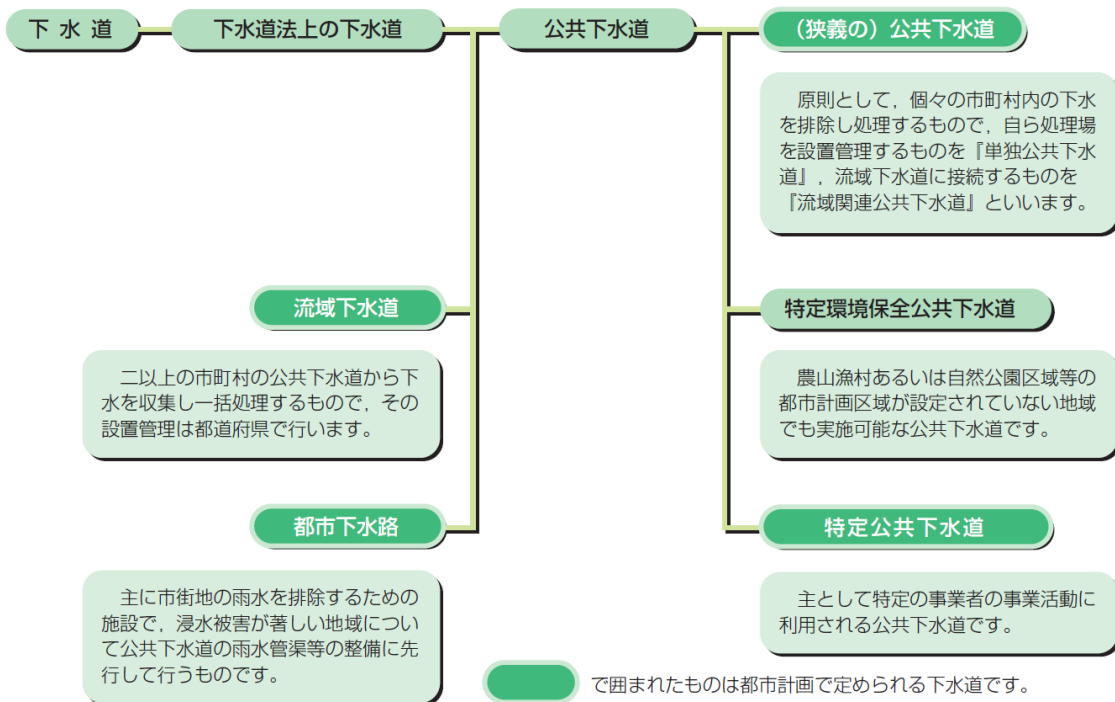 下水道
下水道法上の下水道
公共下水道
（狭義の）公共下水道
原則として，個々の市町村内の下水
を排除し処理するもので，自ら処理場
を設置管理するものを『単独公共下水
道』，流域下水道に接続するものを
『流域関連公共下水道』といいます。
流域下水道
二以上の市町村の公共下水道から下
水を収集し一括処理するもので，その
設置管理は都道府県で行います。
特定環境保全公共下水道
農山漁村あるいは自然公園区域等の
都市計画区域が設定されていない地域
でも実施可能な公共下水道です。
都市下水路
主に市街地の雨水を排除するための
施設で，浸水被害が著しい地域につい
て公共下水道の雨水管渠等の整備に先
行して行うものです。
特定公共下水道
主として特定の事業者の事業活動に
利用される公共下水道です。
で囲まれたものは都市計画で定められる下水道です。